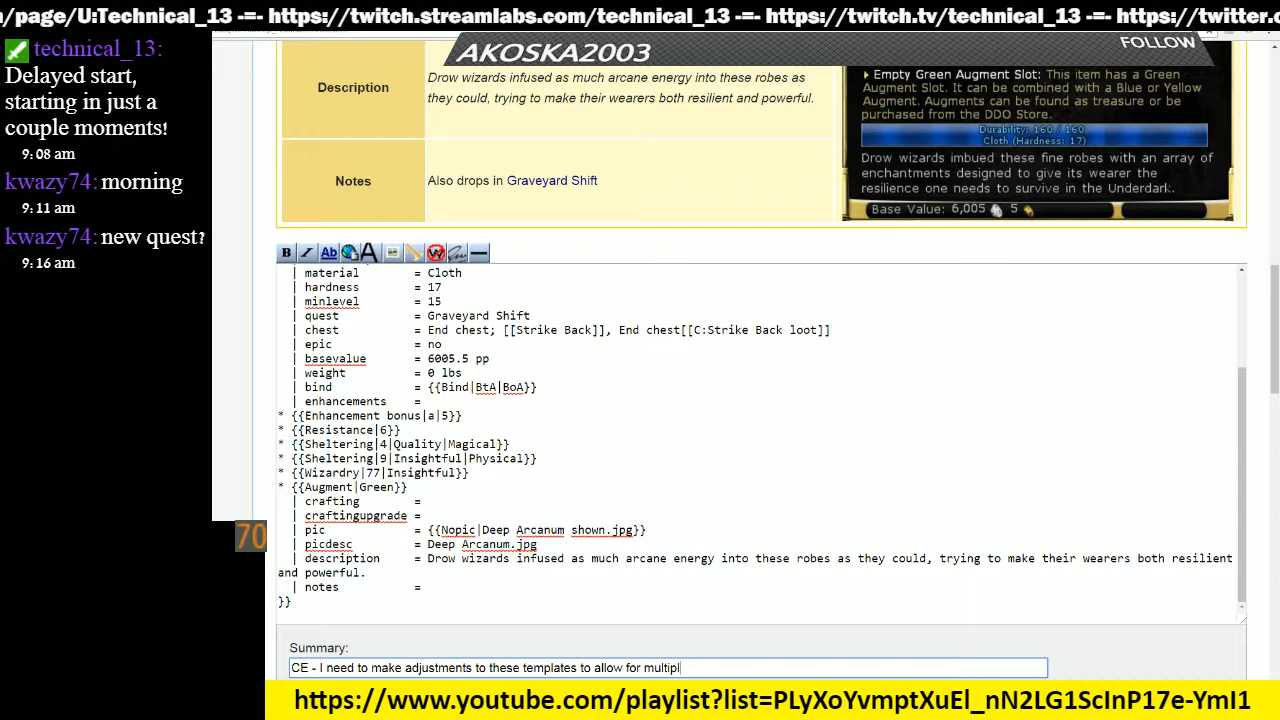 n/page/U:Technical_13 -=- https://twitch.streamlabs.com/technical_13 -=- https://twitch.tv/technical_13 -=- https://twitter.c
technical_13:
Delayed start,
starting in just a
couple moments!
9:08 am
kwazy74: morning
9:11 am
kwazy74: new quest?
9:16 am
AKOSKA2003
FOLLOW
Description
Drow wizards infused as much arcane energy into these robes as
they could, trying to make their wearers both resilient and powerful.
Notes
Also drops in Graveyard Shift
Empty Green Augment Slot: This item has a Green
Augment Slot. It can be combined with a Blue or Yellow
Augment. Augments can be found as treasure or be
purchased from the DDO Store.
Durability: 160 / 160
Cloth (Hardness: 17)
Drow wizards imbued these fine robes with an array of
enchantments designed to give its wearer the
resilience one needs to survive in the Underdark.
Base Value: 6,005 5
B I Ab A W
| material = Cloth
| hardness = 17
| minlevel = 15
| quest = Graveyard Shift
| chest = End chest; [[Strike Back]], End chest[[C:Strike Back loot]]
| epic = no
| basevalue = 6005.5 pp
| weight = 0 lbs
| bind = {{Bind|BtA|BoA}}
| enhancements =
* {{Enhancement bonus|a|5}}
* {{Resistance|6}}
* {{Sheltering|4|Quality|Magical}}
* {{Sheltering|9|Insightful|Physical}}
* {{Wizardry|77|Insightful}}
* {{Augment|Green}}
| crafting =
| craftingupgrade =
| pic = {{Nopic|Deep Arcanum shown.jpg}}
| picdesc = Deep Arcanum.jpg
| description = Drow wizards infused as much arcane energy into these robes as they could, trying to make their wearers both resilient
and powerful.
| notes =
}}
70
Summary:
CE - I need to make adjustments to these templates to allow for multipl
https://www.youtube.com/playlist?list=PLyXoYvmptXuEl_nN2LG1ScInP17e-YmI1